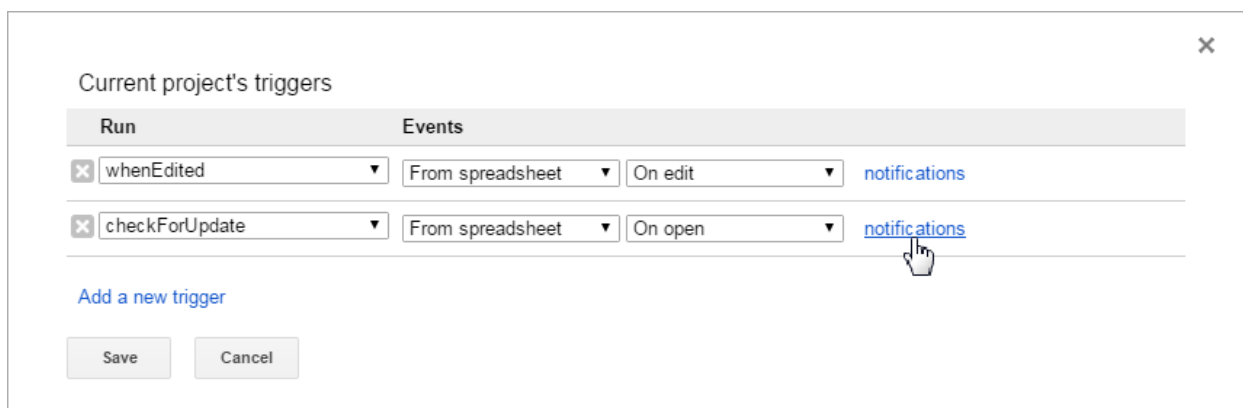 Current project's triggers
Run Events
whenEdited From spreadsheet On edit notifications
checkForUpdate From spreadsheet On open notifications
Add a new trigger
Save Cancel